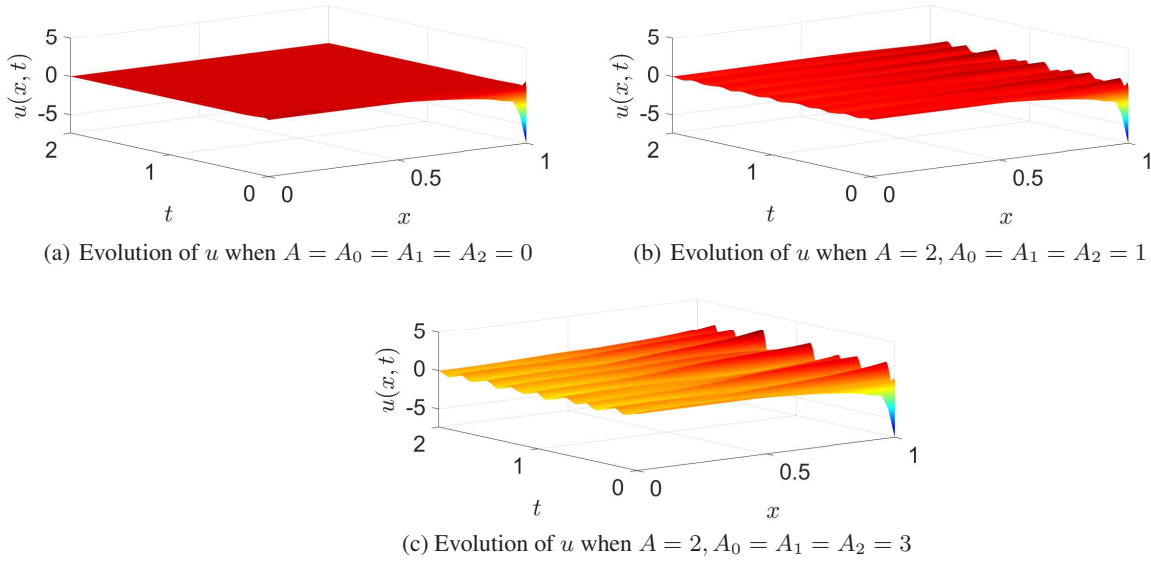 5
0
-5
u(x, t)
2
1
0
t
0
0.5
1
x
(a) Evolution of u when A = A₀ = A₁ = A₂ = 0
5
0
-5
u(x, t)
2
1
0
t
0
0.5
1
x
(b) Evolution of u when A = 2, A₀ = A₁ = A₂ = 1
5
0
-5
u(x, t)
2
1
0
t
0
0.5
1
x
(c) Evolution of u when A = 2, A₀ = A₁ = A₂ = 3